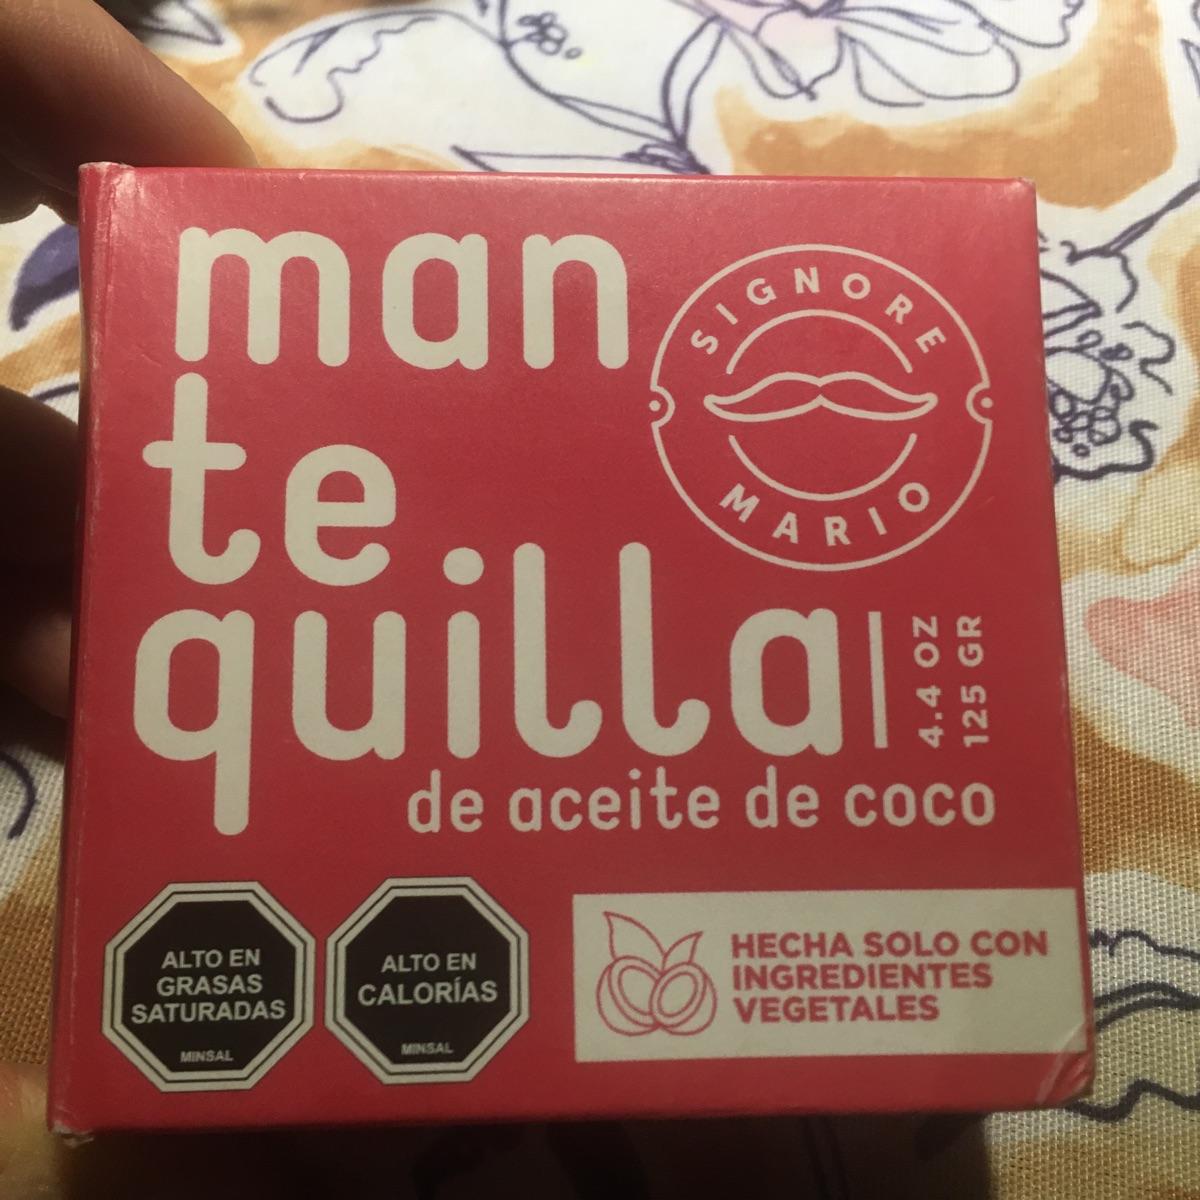 man
te
quilla
de aceite de coco
SIGNORE
MARIO
4.4 OZ
125 GR
ALTO EN
GRASAS
SATURADAS
MINSAL
ALTO EN
CALORÍAS
MINSAL
HECHA SOLO CON
INGREDIENTES
VEGETALES